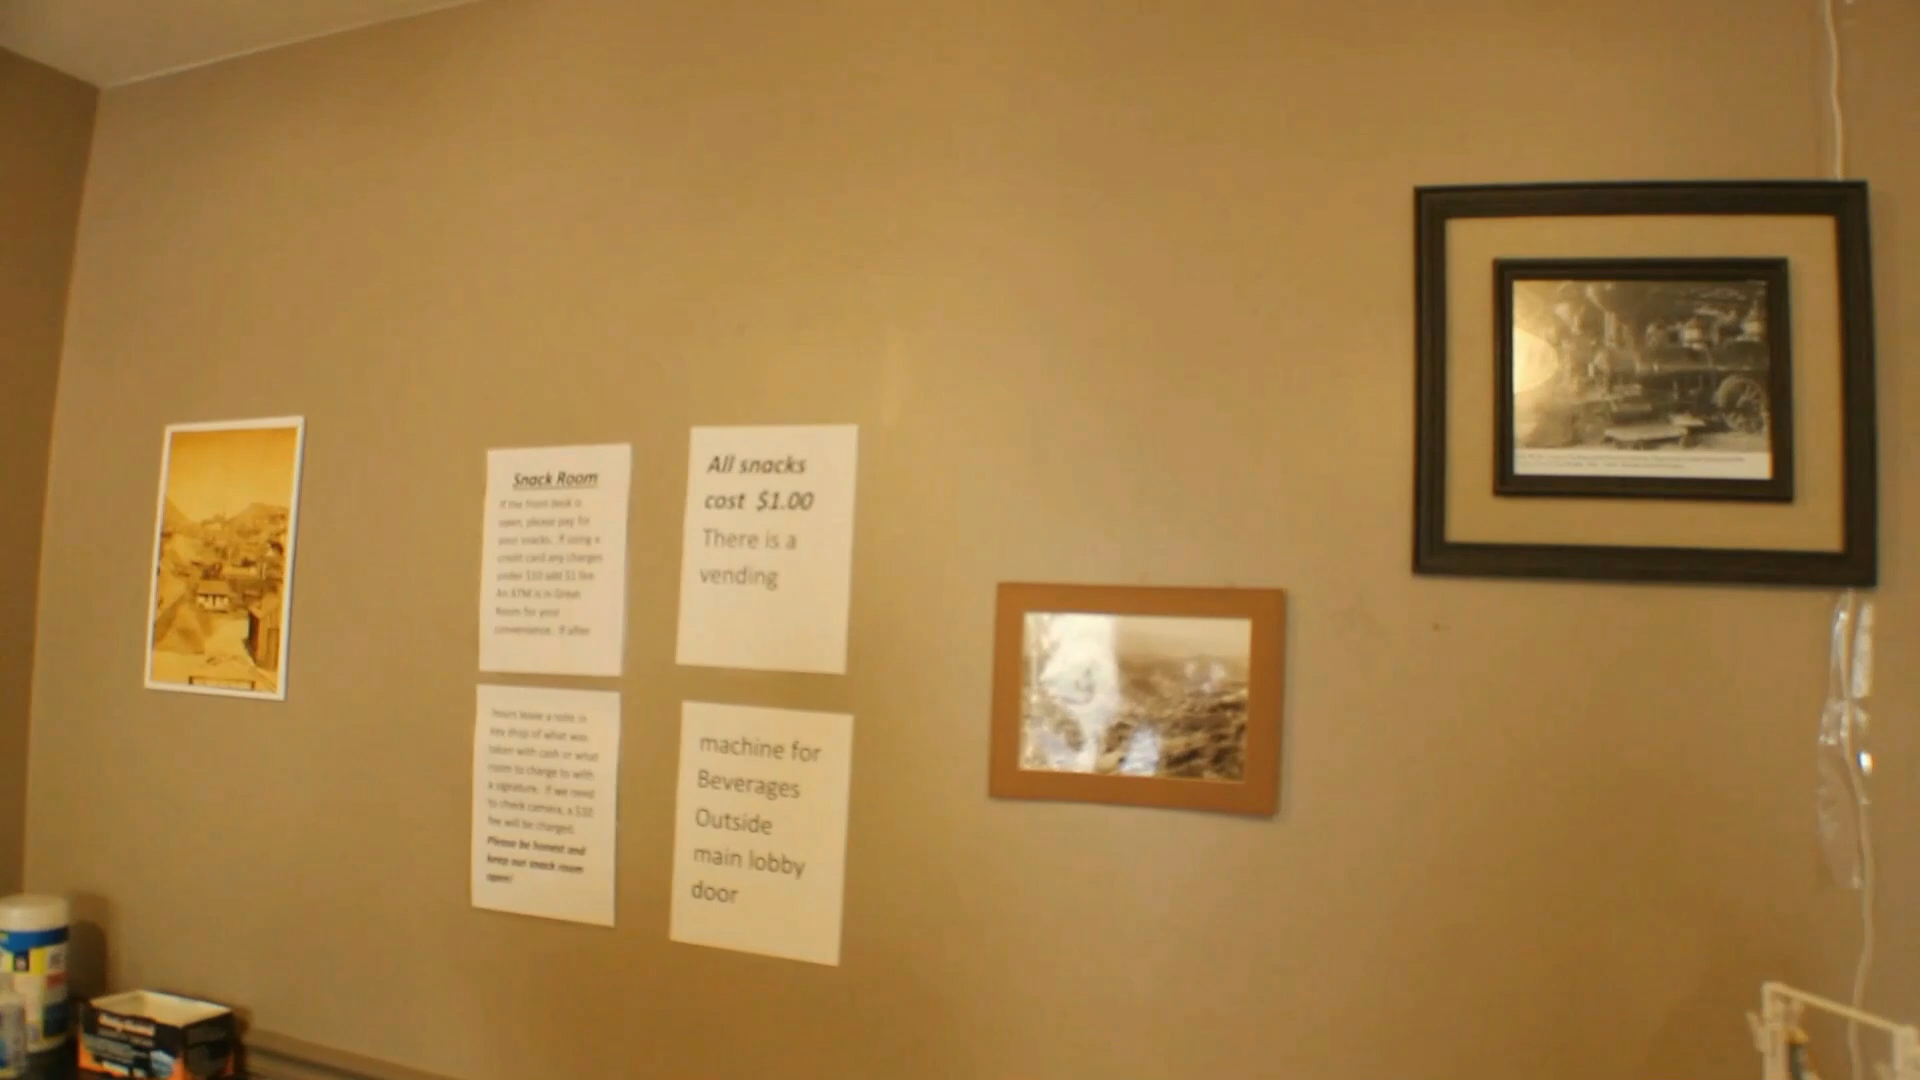 Snack Room
If the front desk is
open, please pay for
your snacks. If using a
credit card any charges
under $10 add $1 fee
An ATM is in Great
Room for your
convenience. If after
hours leave a note in
key drop of what was
taken with cash or what
room to charge to with
a signature. If we need
to check camera, a $10
fee will be charged.
Please be honest and
keep our snack room
open!
All snacks
cost $1.00
There is a
vending
machine for
Beverages
Outside
main lobby
door